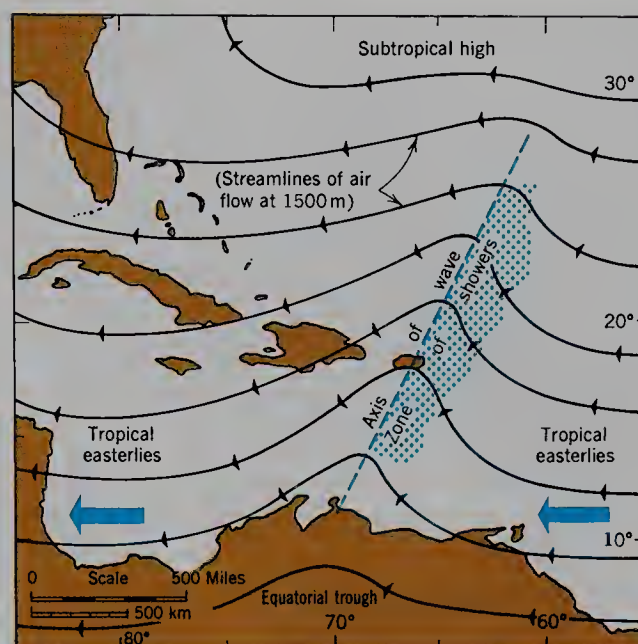 Subtropical high
30°
(Streamlines of air
flow at 1500 m)
Axis of wave
Zone of showers
20°
Tropical
easterlies
Tropical
easterlies
10°
0 Scale 500 Miles
500 km
Equatorial trough
80°
70°
60°